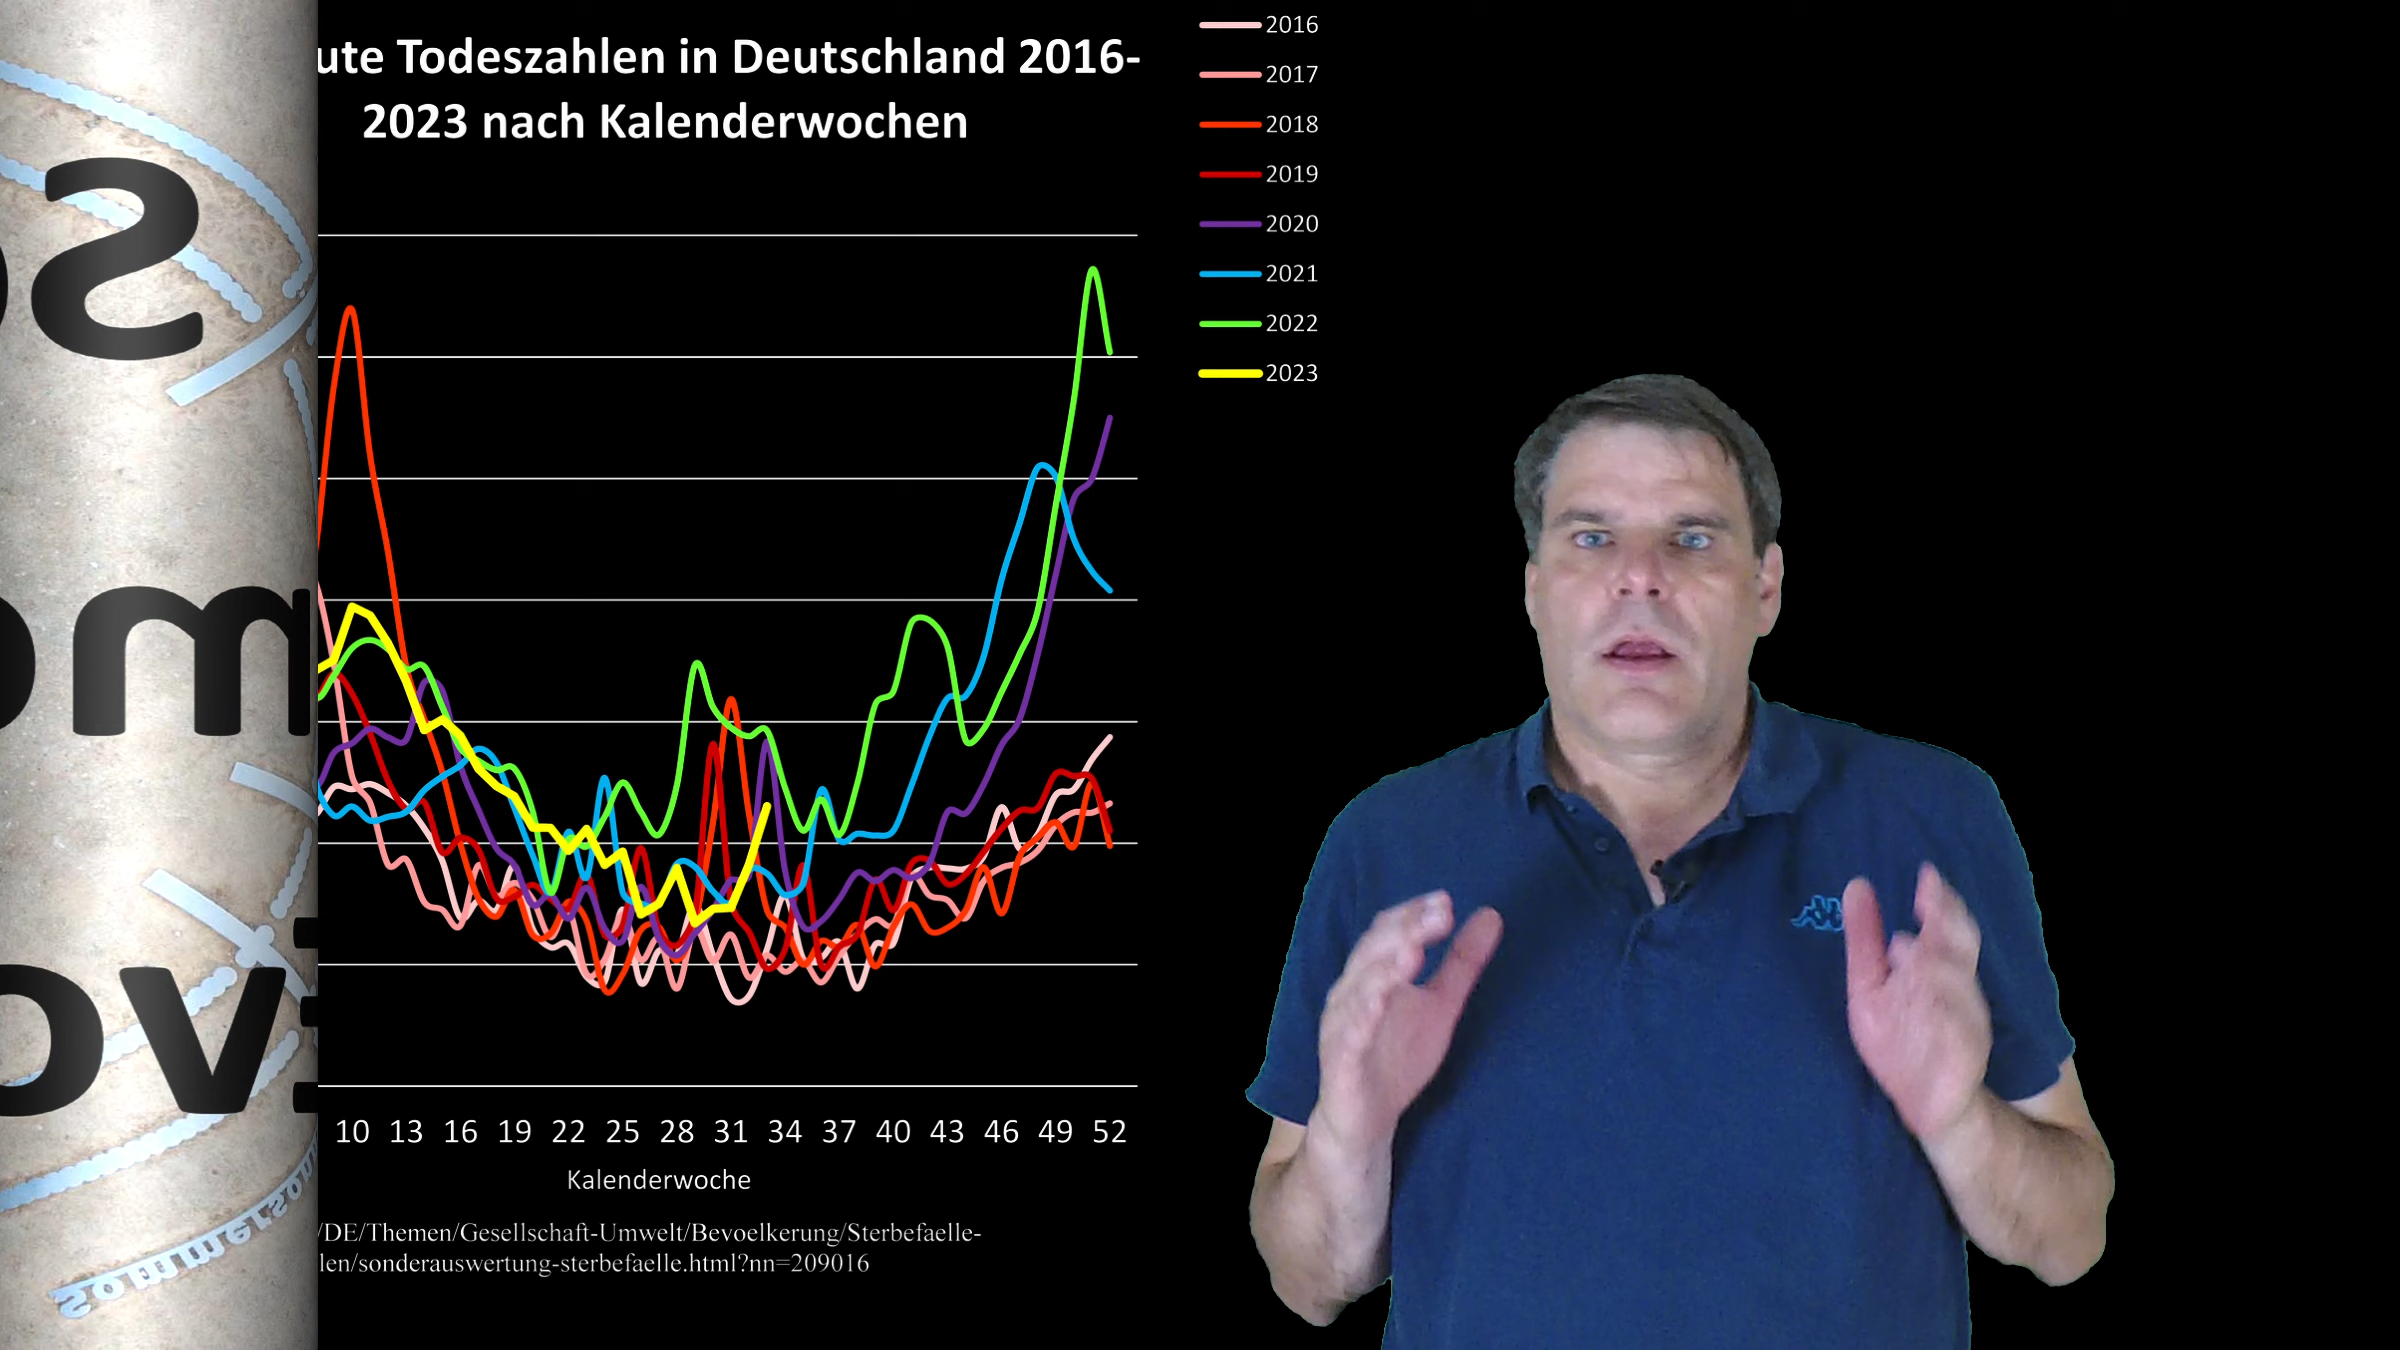 ute Todeszahlen in Deutschland 2016-
2023 nach Kalenderwochen
2016
2017
2018
2019
2020
2021
2022
2023
10 13 16 19 22 25 28 31 34 37 40 43 46 49 52
Kalenderwoche
/DE/Themen/Gesellschaft-Umwelt/Bevoelkerung/Sterbefaelle-
len/sonderauswertung-sterbefaelle.html?nn=209016